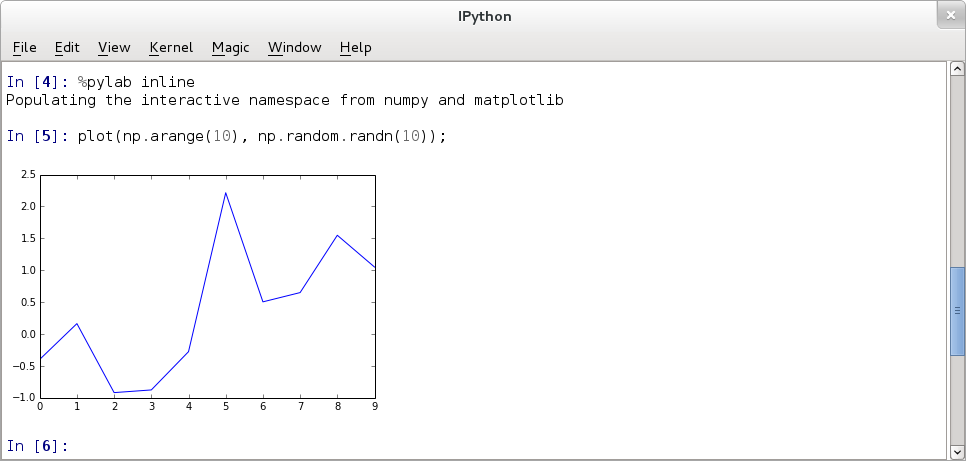 IPython
File Edit View Kernel Magic Window Help
In [4]: %pylab inline
Populating the interactive namespace from numpy and matplotlib
In [5]: plot(np.arange(10), np.random.randn(10));
2.5
2.0
1.5
1.0
0.5
0.0
−0.5
−1.0
0 1 2 3 4 5 6 7 8 9
In [6]: